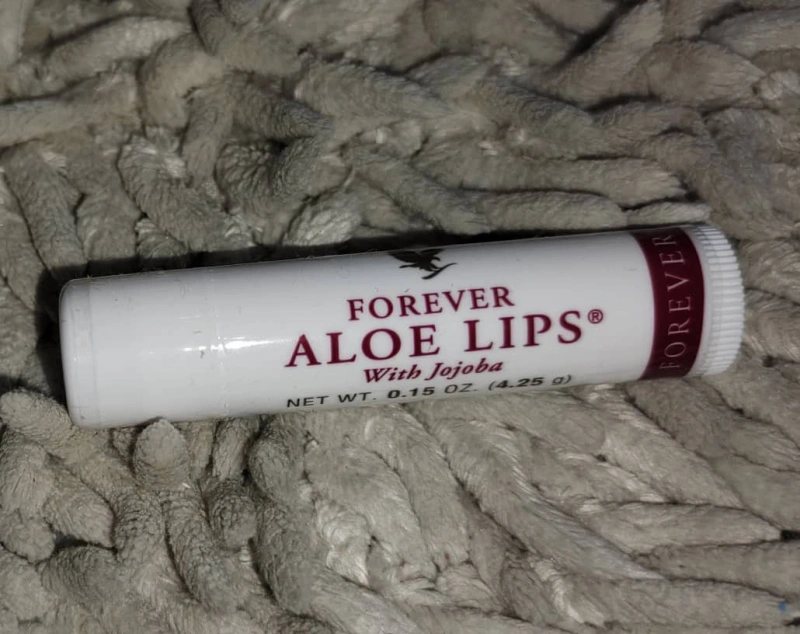 FOREVER
ALOE LIPS®
With Jojoba
NET WT. 0.15 OZ. (4.25 g)
FOREVER